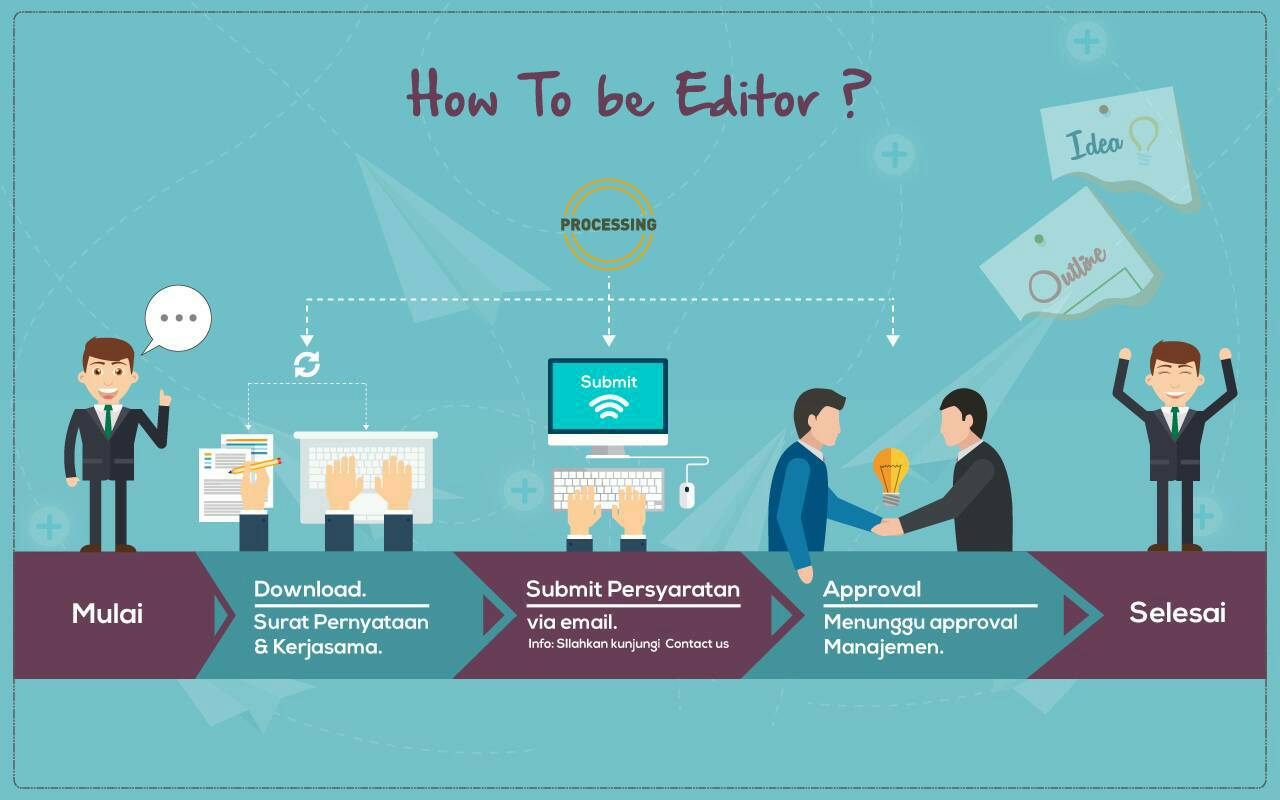 How To be Editor ?
Idea
Outline
PROCESSING
Submit
Mulai
Download.
Surat Pernyataan
& Kerjasama.
Submit Persyaratan
via email.
Info: SIlahkan kunjungi Contact us
Approval
Menunggu approval
Manajemen.
Selesai